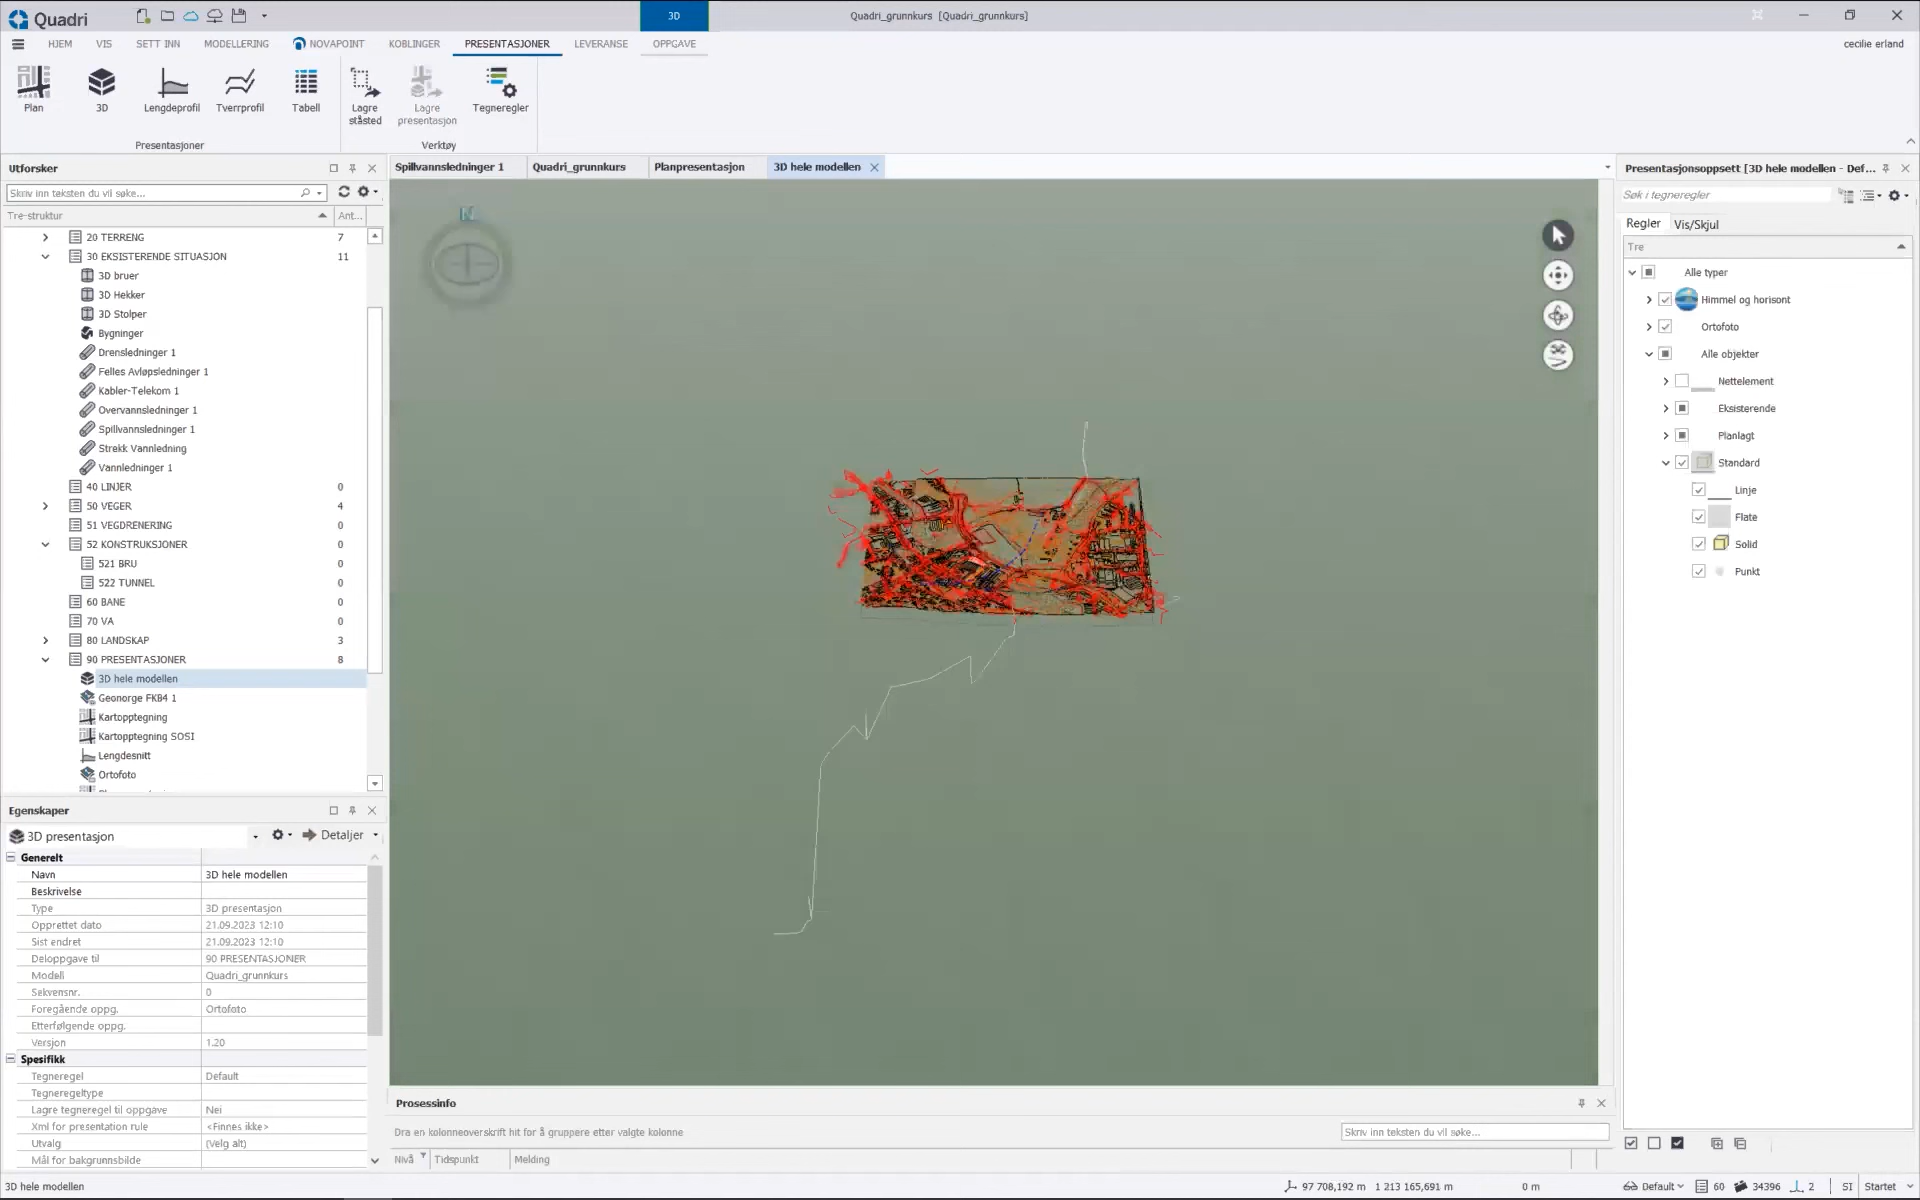 Quadri
3D
Quadri_grunnkurs [Quadri_grunnkurs]
HJEM VIS SETT INN MODELLERING NOVAPOINT KOBLINGER PRESENTASJONER LEVERANSE OPPGAVE
cecilie erland
Plan
3D
Lengdeprofil
Tverrprofil
Tabell
Lagre ståsted
Lagre presentasjon
Tegneregler
Presentasjoner
Verktøy
Utforsker
Skriv inn teksten du vil søke...
Tre-struktur Ant...
20 TERRENG 7
30 EKSISTERENDE SITUASJON 11
3D bruer
3D Hekker
3D Stolper
Bygninger
Drensledninger 1
Felles Avløpsledninger 1
Kabler-Telekom 1
Overvannsledninger 1
Spillvannsledninger 1
Strekk Vannledning
Vannledninger 1
40 LINJER 0
50 VEGER 4
51 VEGDRENERING 0
52 KONSTRUKSJONER 0
521 BRU 0
522 TUNNEL 0
60 BANE 0
70 VA 0
80 LANDSKAP 3
90 PRESENTASJONER 8
3D hele modellen
Geonorge FKB4 1
Kartopptegning
Kartopptegning SOSI
Lengdesnitt
Ortofoto
Egenskaper
3D presentasjon
Detaljer
Generelt
Navn 3D hele modellen
Beskrivelse
Type 3D presentasjon
Opprettet dato 21.09.2023 12:10
Sist endret 21.09.2023 12:10
Deloppgave til 90 PRESENTASJONER
Modell Quadri_grunnkurs
Sekvensnr. 0
Foregående oppg. Ortofoto
Etterfølgende oppg.
Versjon 1.20
Spesifikk
Tegneregel Default
Tegneregeltype
Lagre tegneregel til oppgave Nei
Xml for presentation rule <Finnes ikke>
Utvalg (Velg alt)
Mål for bakgrunnsbilde
Spillvannsledninger 1 Quadri_grunnkurs Planpresentasjon 3D hele modellen
N
Prosessinfo
Dra en kolonneoverskrift hit for å gruppere etter valgte kolonne
Skriv inn teksten du vil søke...
Nivå Tidspunkt Melding
Presentasjonsoppsett [3D hele modellen - Def...
Søk i tegneregler
Regler Vis/Skjul
Tre
Alle typer
Himmel og horisont
Ortofoto
Alle objekter
Nettelement
Eksisterende
Planlagt
Standard
Linje
Flate
Solid
Punkt
3D hele modellen
97 708,192 m 1 213 165,691 m 0 m
Default 60 34396 2 SI Startet